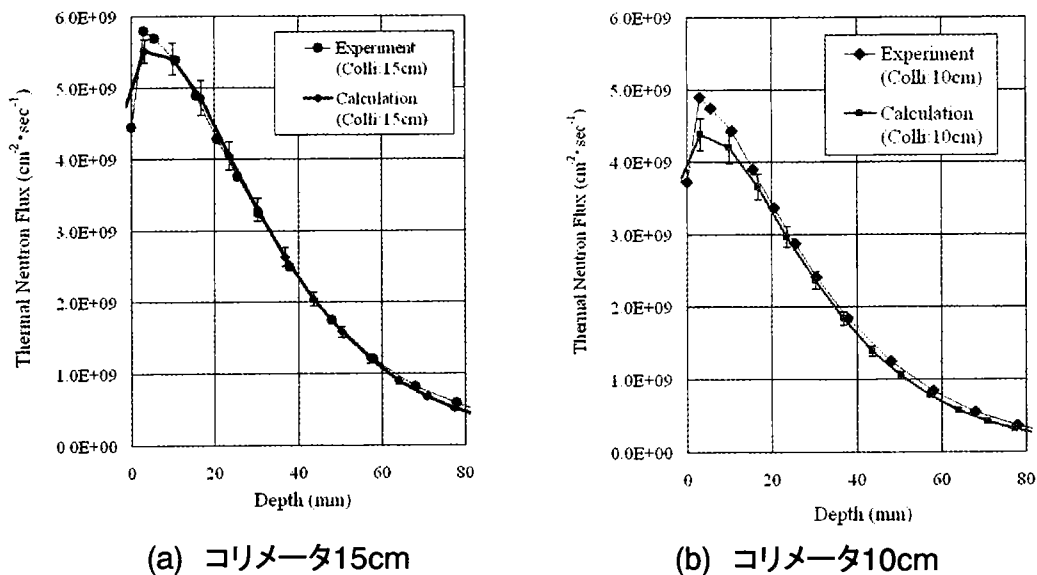 6.0E+09
5.0E+09
4.0E+09
3.0E+09
2.0E+09
1.0E+09
0.0E+00
Thermal Neutron Flux (cm⁻²•sec⁻¹)
Experiment
(Colli:15cm)
Calculation
(Colli:15cm)
0 20 40 60 80
Depth (mm)
(a) コリメータ15cm
6.0E+09
5.0E+09
4.0E+09
3.0E+09
2.0E+09
1.0E+09
0.0E+00
Thermal Neutron Flux (cm⁻²•sec⁻¹)
Experiment
(Colli:10cm)
Calculation
(Colli:10cm)
0 20 40 60 80
Depth (mm)
(b) コリメータ10cm